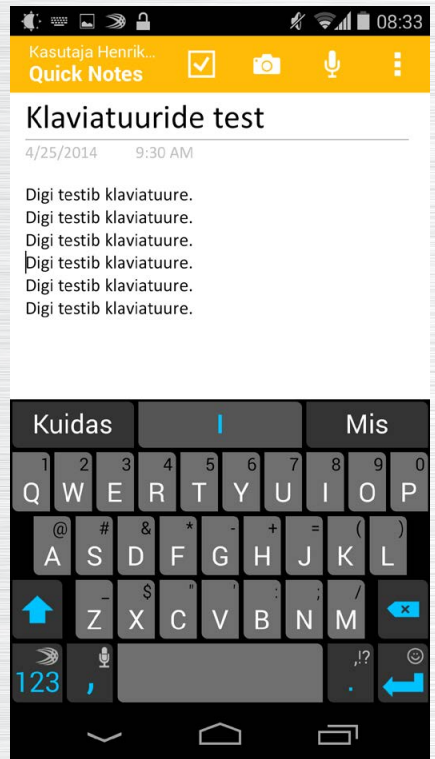 08:33
Kasutaja Henrik...
Quick Notes
Klaviatuuride test
4/25/2014 9:30 AM
Digi testib klaviatuure.
Digi testib klaviatuure.
Digi testib klaviatuure.
Digi testib klaviatuure.
Digi testib klaviatuure.
Digi testib klaviatuure.
Kuidas I Mis
1 2 3 4 5 6 7 8 9 0
Q W E R T Y U I O P
@ # & * - + = ( )
A S D F G H J K L
_ $ " ' : ; /
Z X C V B N M
123 , . ,!?